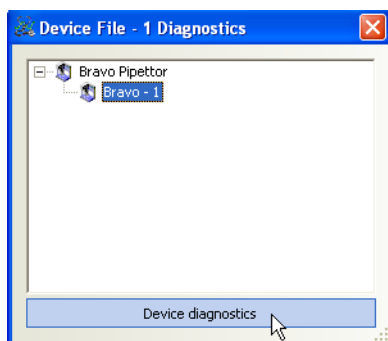 Device File - 1 Diagnostics
Bravo Pipettor
Bravo - 1
Device diagnostics